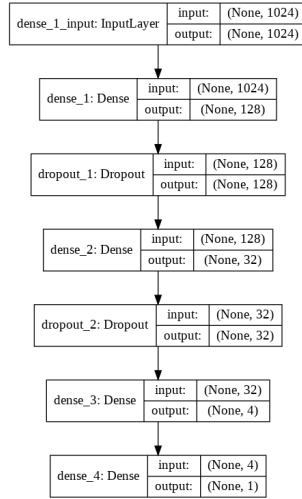 dense_1_input: InputLayer input: (None, 1024)
output: (None, 1024)
dense_1: Dense input: (None, 1024)
output: (None, 128)
dropout_1: Dropout input: (None, 128)
output: (None, 128)
dense_2: Dense input: (None, 128)
output: (None, 32)
dropout_2: Dropout input: (None, 32)
output: (None, 32)
dense_3: Dense input: (None, 32)
output: (None, 4)
dense_4: Dense input: (None, 4)
output: (None, 1)